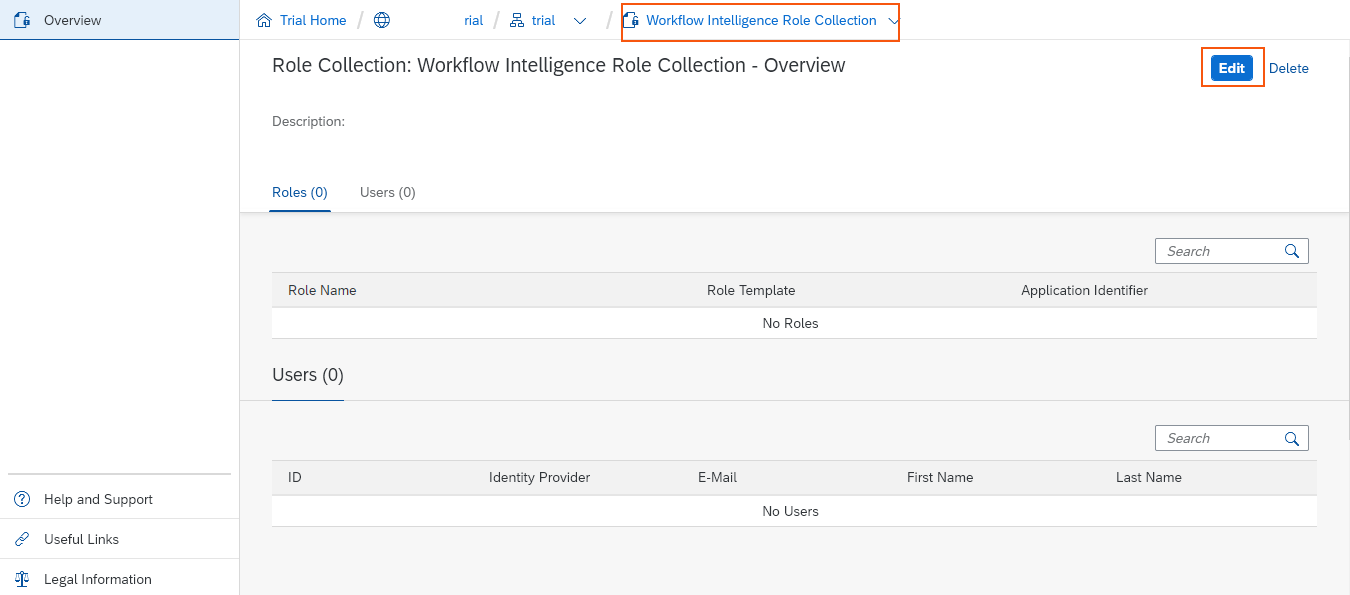 Overview
Trial Home / rial / trial / Workflow Intelligence Role Collection
Role Collection: Workflow Intelligence Role Collection - Overview
Edit Delete
Description:
Roles (0) Users (0)
Search
Role Name Role Template Application Identifier
No Roles
Users (0)
Search
ID Identity Provider E-Mail First Name Last Name
No Users
Help and Support
Useful Links
Legal Information